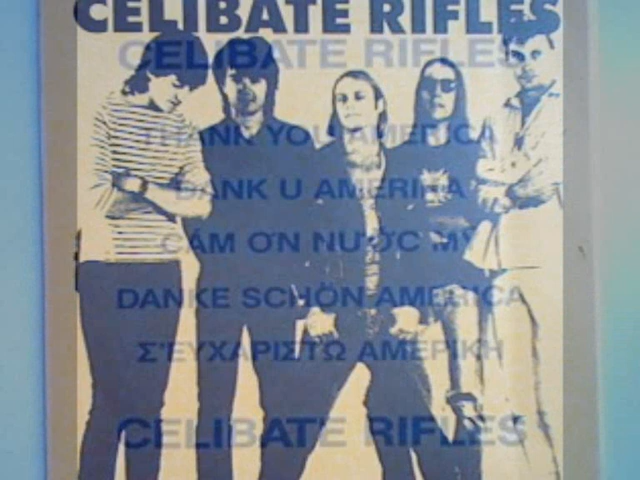 CELIBATE RIFLES
CELIBATE RIFLES
THANK YOU AMERICA
DANK U AMERIKA
CÁM ƠN NƯỚC MỸ
DANKE SCHÖN AMERICA
Σ'ΕΥΧΑΡΙΣΤΩ ΑΜΕΡΙΚΗ
CELIBATE RIFLES